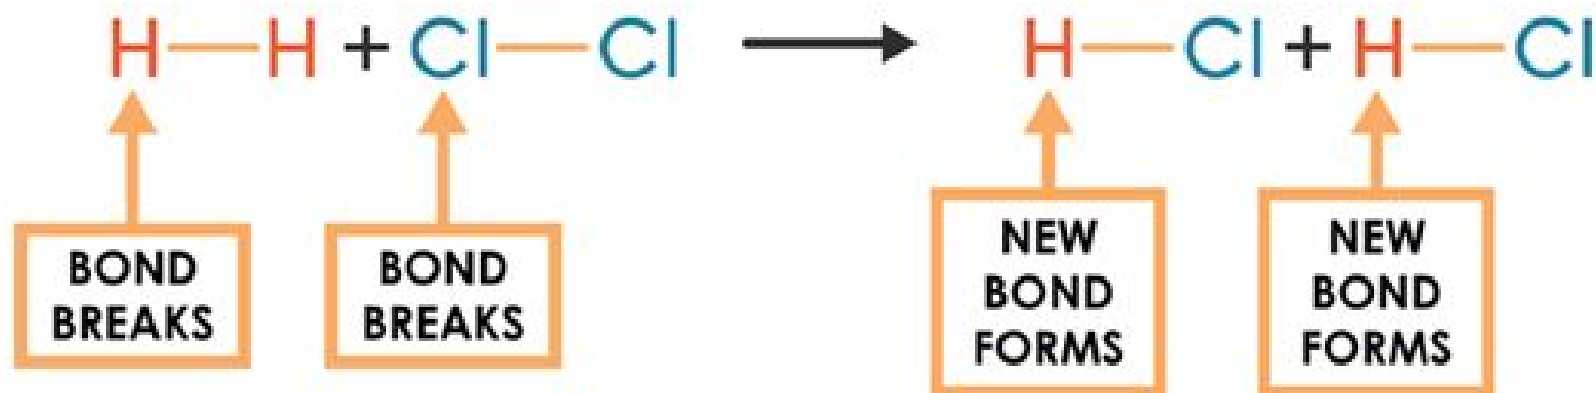 H — H + Cl — Cl → H — Cl + H — Cl
BOND
BREAKS
BOND
BREAKS
NEW
BOND
FORMS
NEW
BOND
FORMS